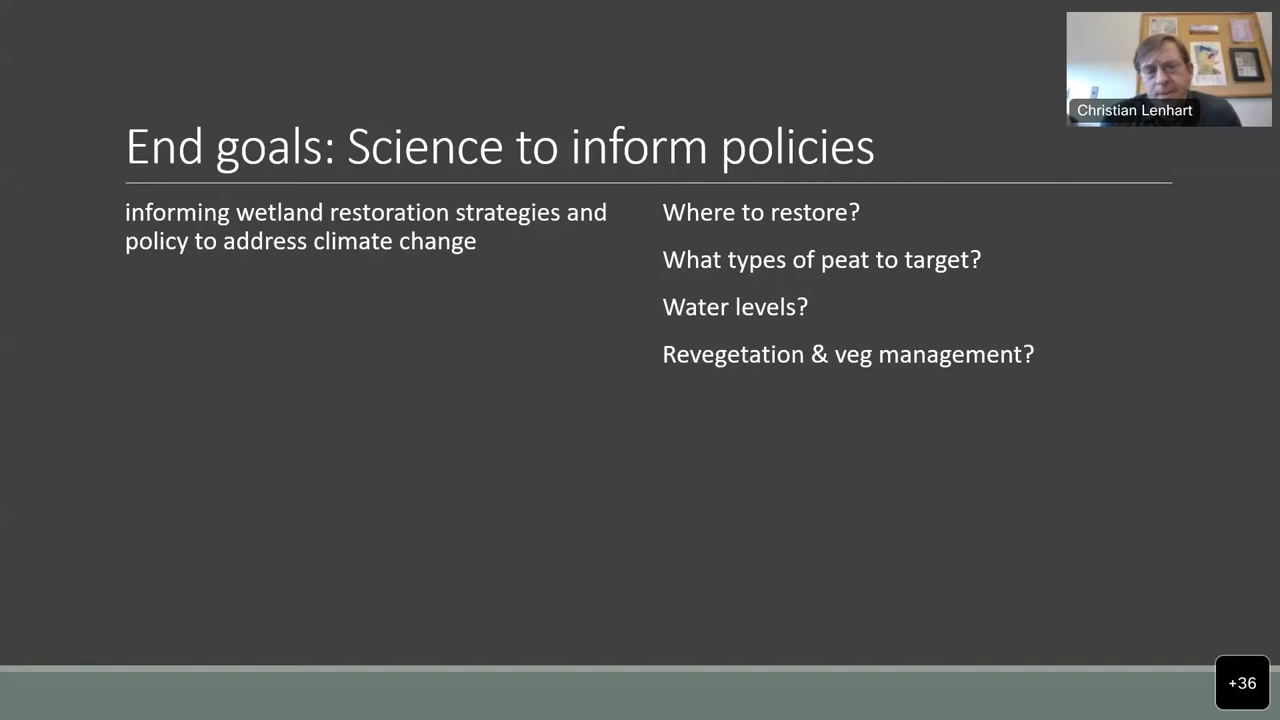 Christian Lenhart
End goals: Science to inform policies
informing wetland restoration strategies and
policy to address climate change
Where to restore?
What types of peat to target?
Water levels?
Revegetation & veg management?
+36